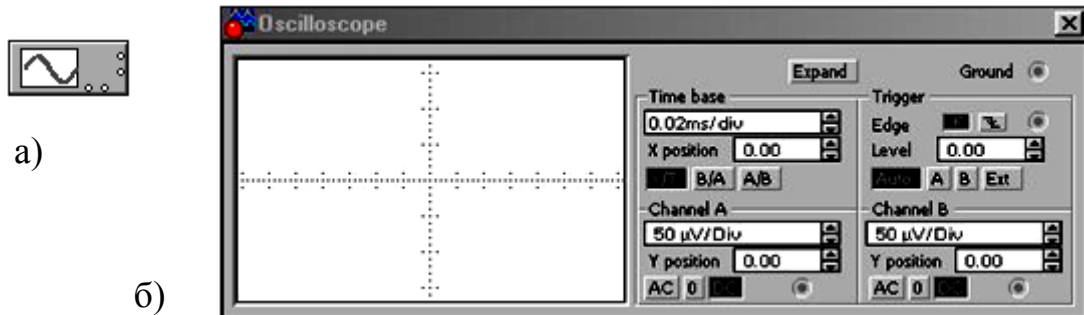 Oscilloscope
а)
Expand
Ground
Time base
0.02ms/div
X position 0.00
B/A A/B
Trigger
Edge
Level 0.00
Auto A B Ext
Channel A
50 µV/Div
Y position 0.00
AC 0
Channel B
50 µV/Div
Y position 0.00
AC 0
б)